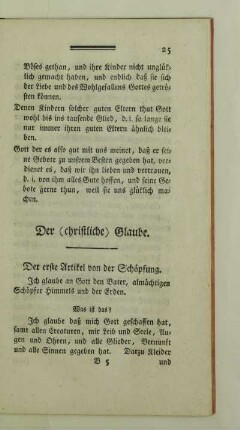 25
Böses gethan, und ihre Kinder nicht unglük-
lich gemacht haben, und endlich daß sie sich
der Liebe und des Wohlgefallens Gottes getrö-
sten können.
Denen Kindern solcher guten Eltern thut Gott
wohl bis ins tausende Glied, d. i. so lange sie
nur immer ihren guten Eltern ähnlich blei-
ben.
Gott der es also gut mit uns meinet, daß er sei-
ne Gebote zu unserm Besten gegeben hat, ver-
dienet es, daß wir ihn lieben und vertrauen,
d. i. von ihm alles Gute hoffen, und seine Ge-
bote gerne thun, weil sie uns glüklich ma-
chen.
Der (christliche) Glaube.
Der erste Artikel von der Schöpfung.
Ich glaube an Gott den Vater, almächtigen
Schöpfer Himmels und der Erden.
Was ist das?
Ich glaube daß mich Gott geschaffen hat,
samt allen Creaturen, mir Leib und Seele, Au-
gen und Ohren, und alle Glieder, Vernunft
und alle Sinnen gegeben hat. Darzu Kleider
B 5 und